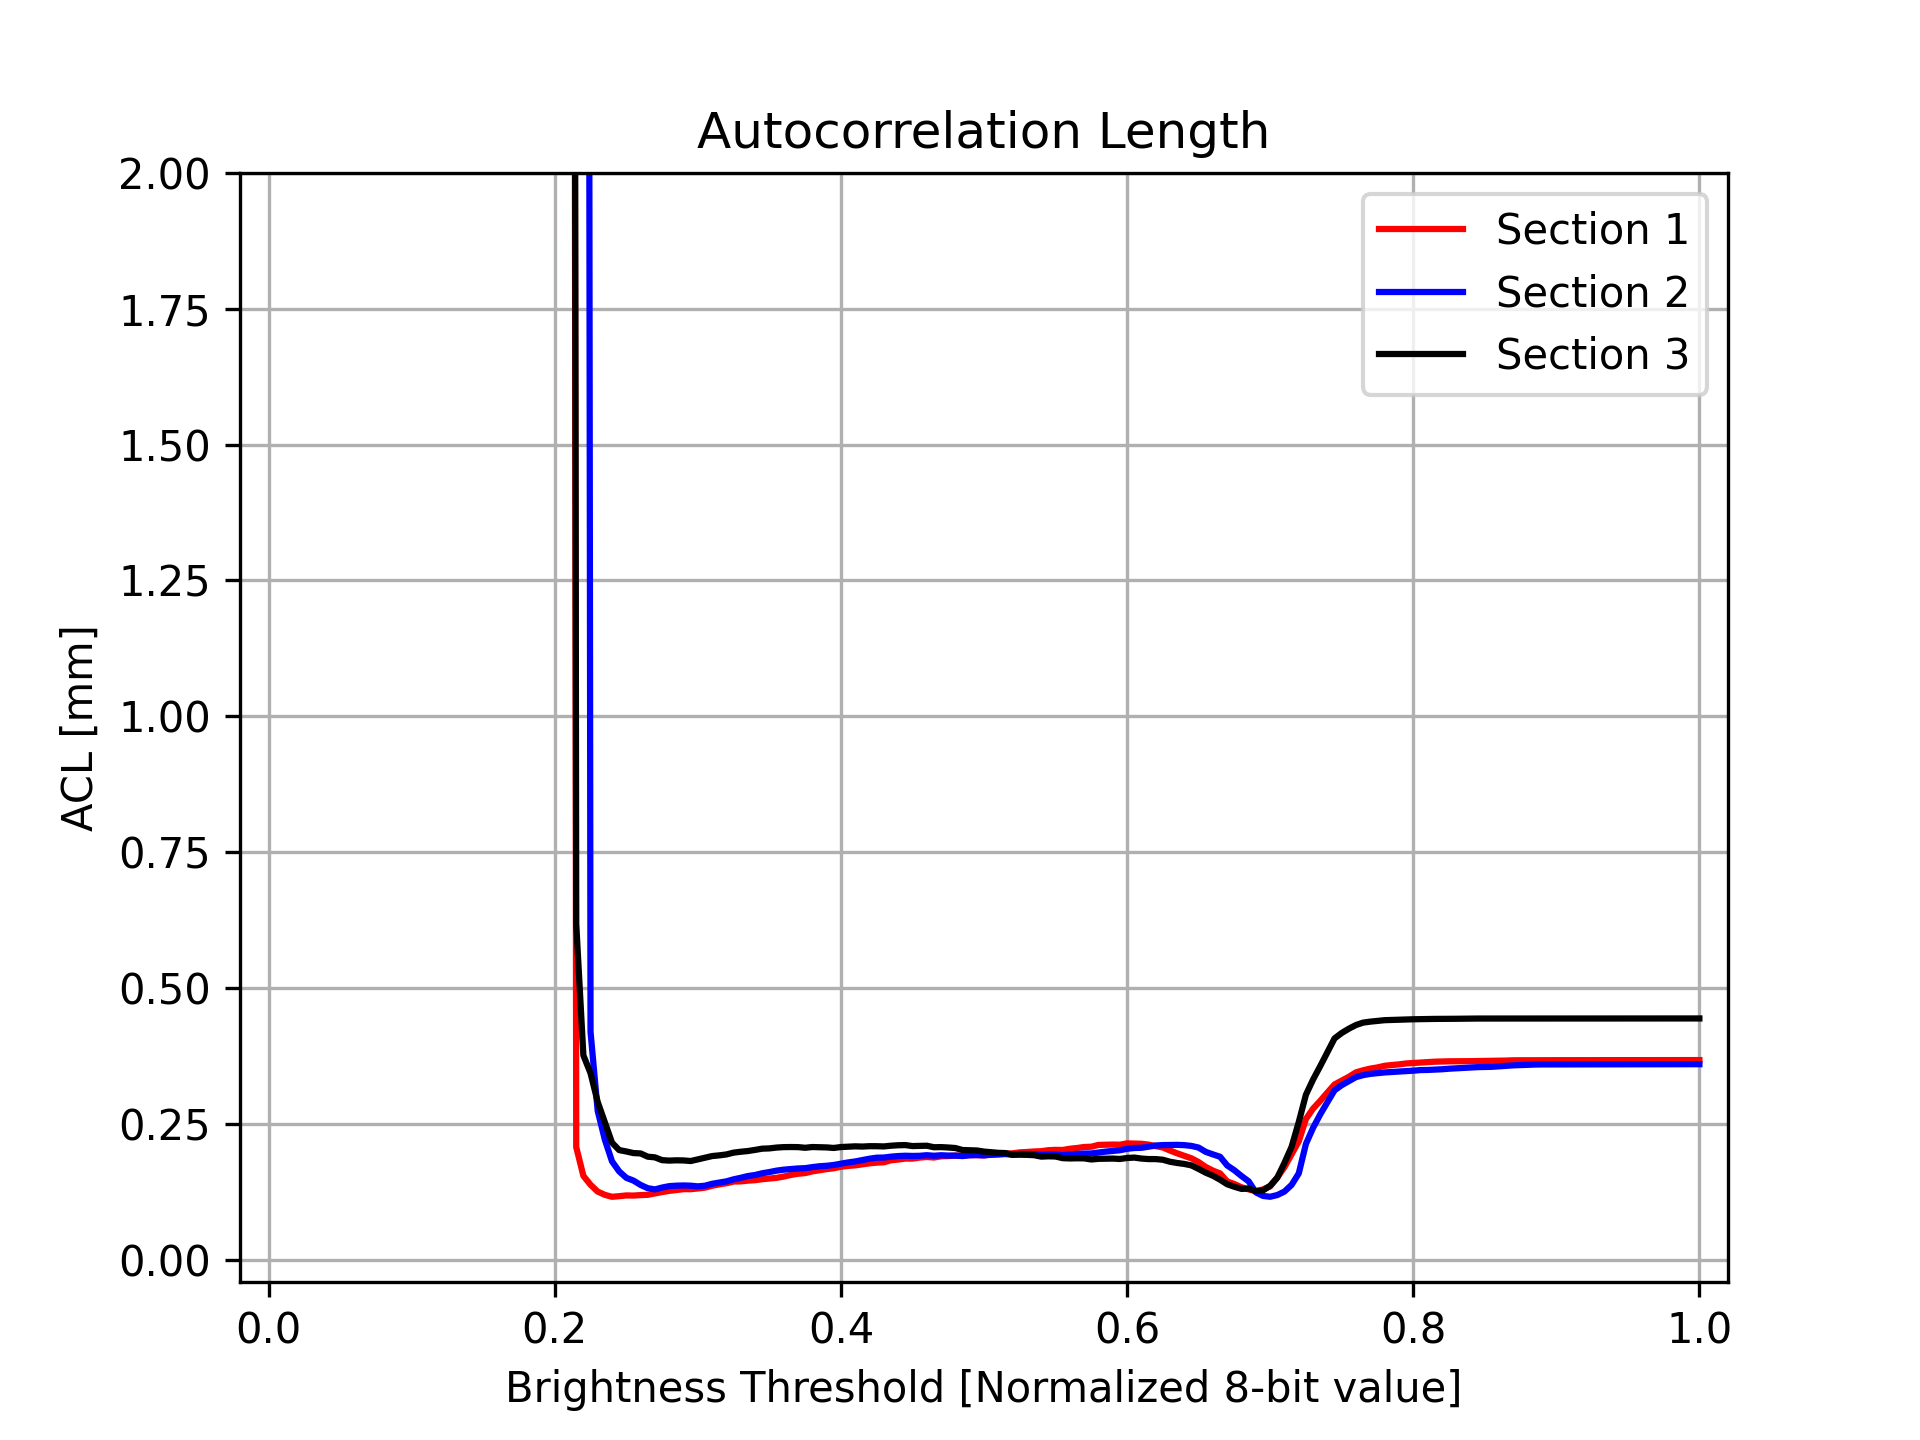 Autocorrelation Length
2.00
1.75
1.50
1.25
1.00
0.75
0.50
0.25
0.00
ACL [mm]
Section 1
Section 2
Section 3
0.0 0.2 0.4 0.6 0.8 1.0
Brightness Threshold [Normalized 8-bit value]